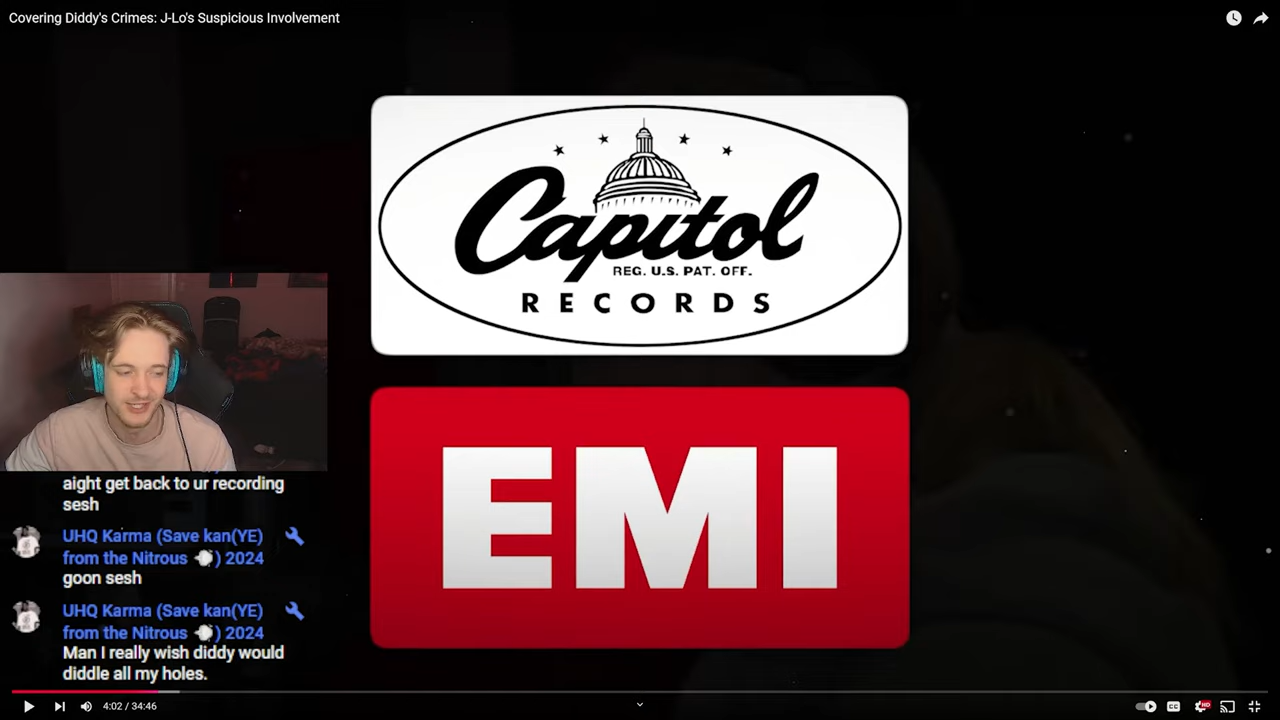 Covering Diddy's Crimes: J-Lo's Suspicious Involvement
Capitol
REG. U.S. PAT. OFF.
RECORDS
EMI
aight get back to ur recording
sesh
UHQ Karma (Save kan(YE)
from the Nitrous 💨) 2024
goon sesh
UHQ Karma (Save kan(YE)
from the Nitrous 💨) 2024
Man I really wish diddy would
diddle all my holes.
4:02 / 34:46
CC
HD